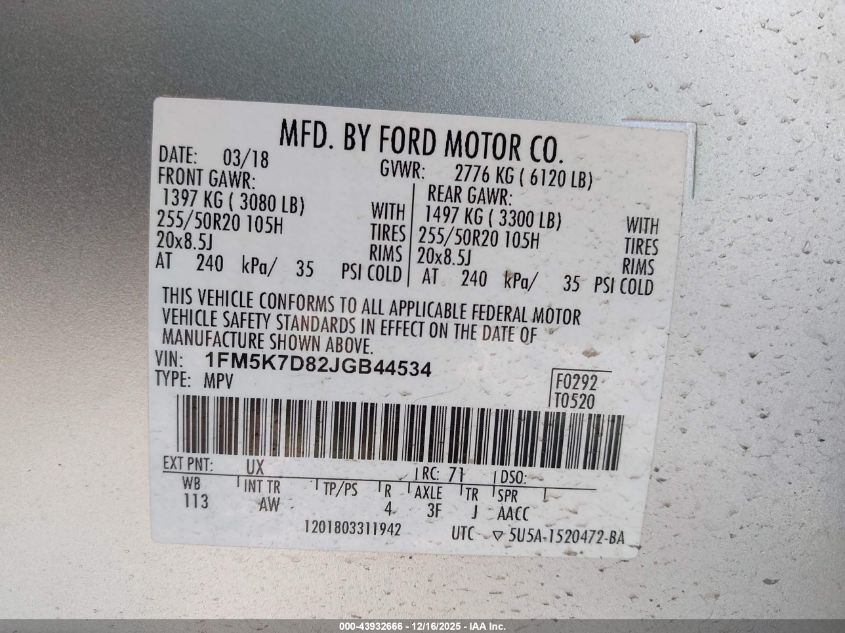 MFD. BY FORD MOTOR CO.
DATE: 03/18 GVWR: 2776 KG ( 6120 LB)
FRONT GAWR: REAR GAWR:
1397 KG ( 3080 LB) WITH 1497 KG ( 3300 LB) WITH
255/50R20 105H TIRES 255/50R20 105H TIRES
20x8.5J RIMS 20x8.5J RIMS
AT 240 kPa/ 35 PSI COLD AT 240 kPa/ 35 PSI COLD
THIS VEHICLE CONFORMS TO ALL APPLICABLE FEDERAL MOTOR
VEHICLE SAFETY STANDARDS IN EFFECT ON THE DATE OF
MANUFACTURE SHOWN ABOVE.
VIN: 1FM5K7D82JGB44534
TYPE: MPV F0292
T0520
EXT PNT: UX RC: 71 DSO:
WB INT TR TP/PS R AXLE TR SPR
113 AW 4 3F J AACC
1201803311942 UTC ▽ 5U5A-1520472-BA
000-43932666 - 12/16/2025 - IAA Inc.